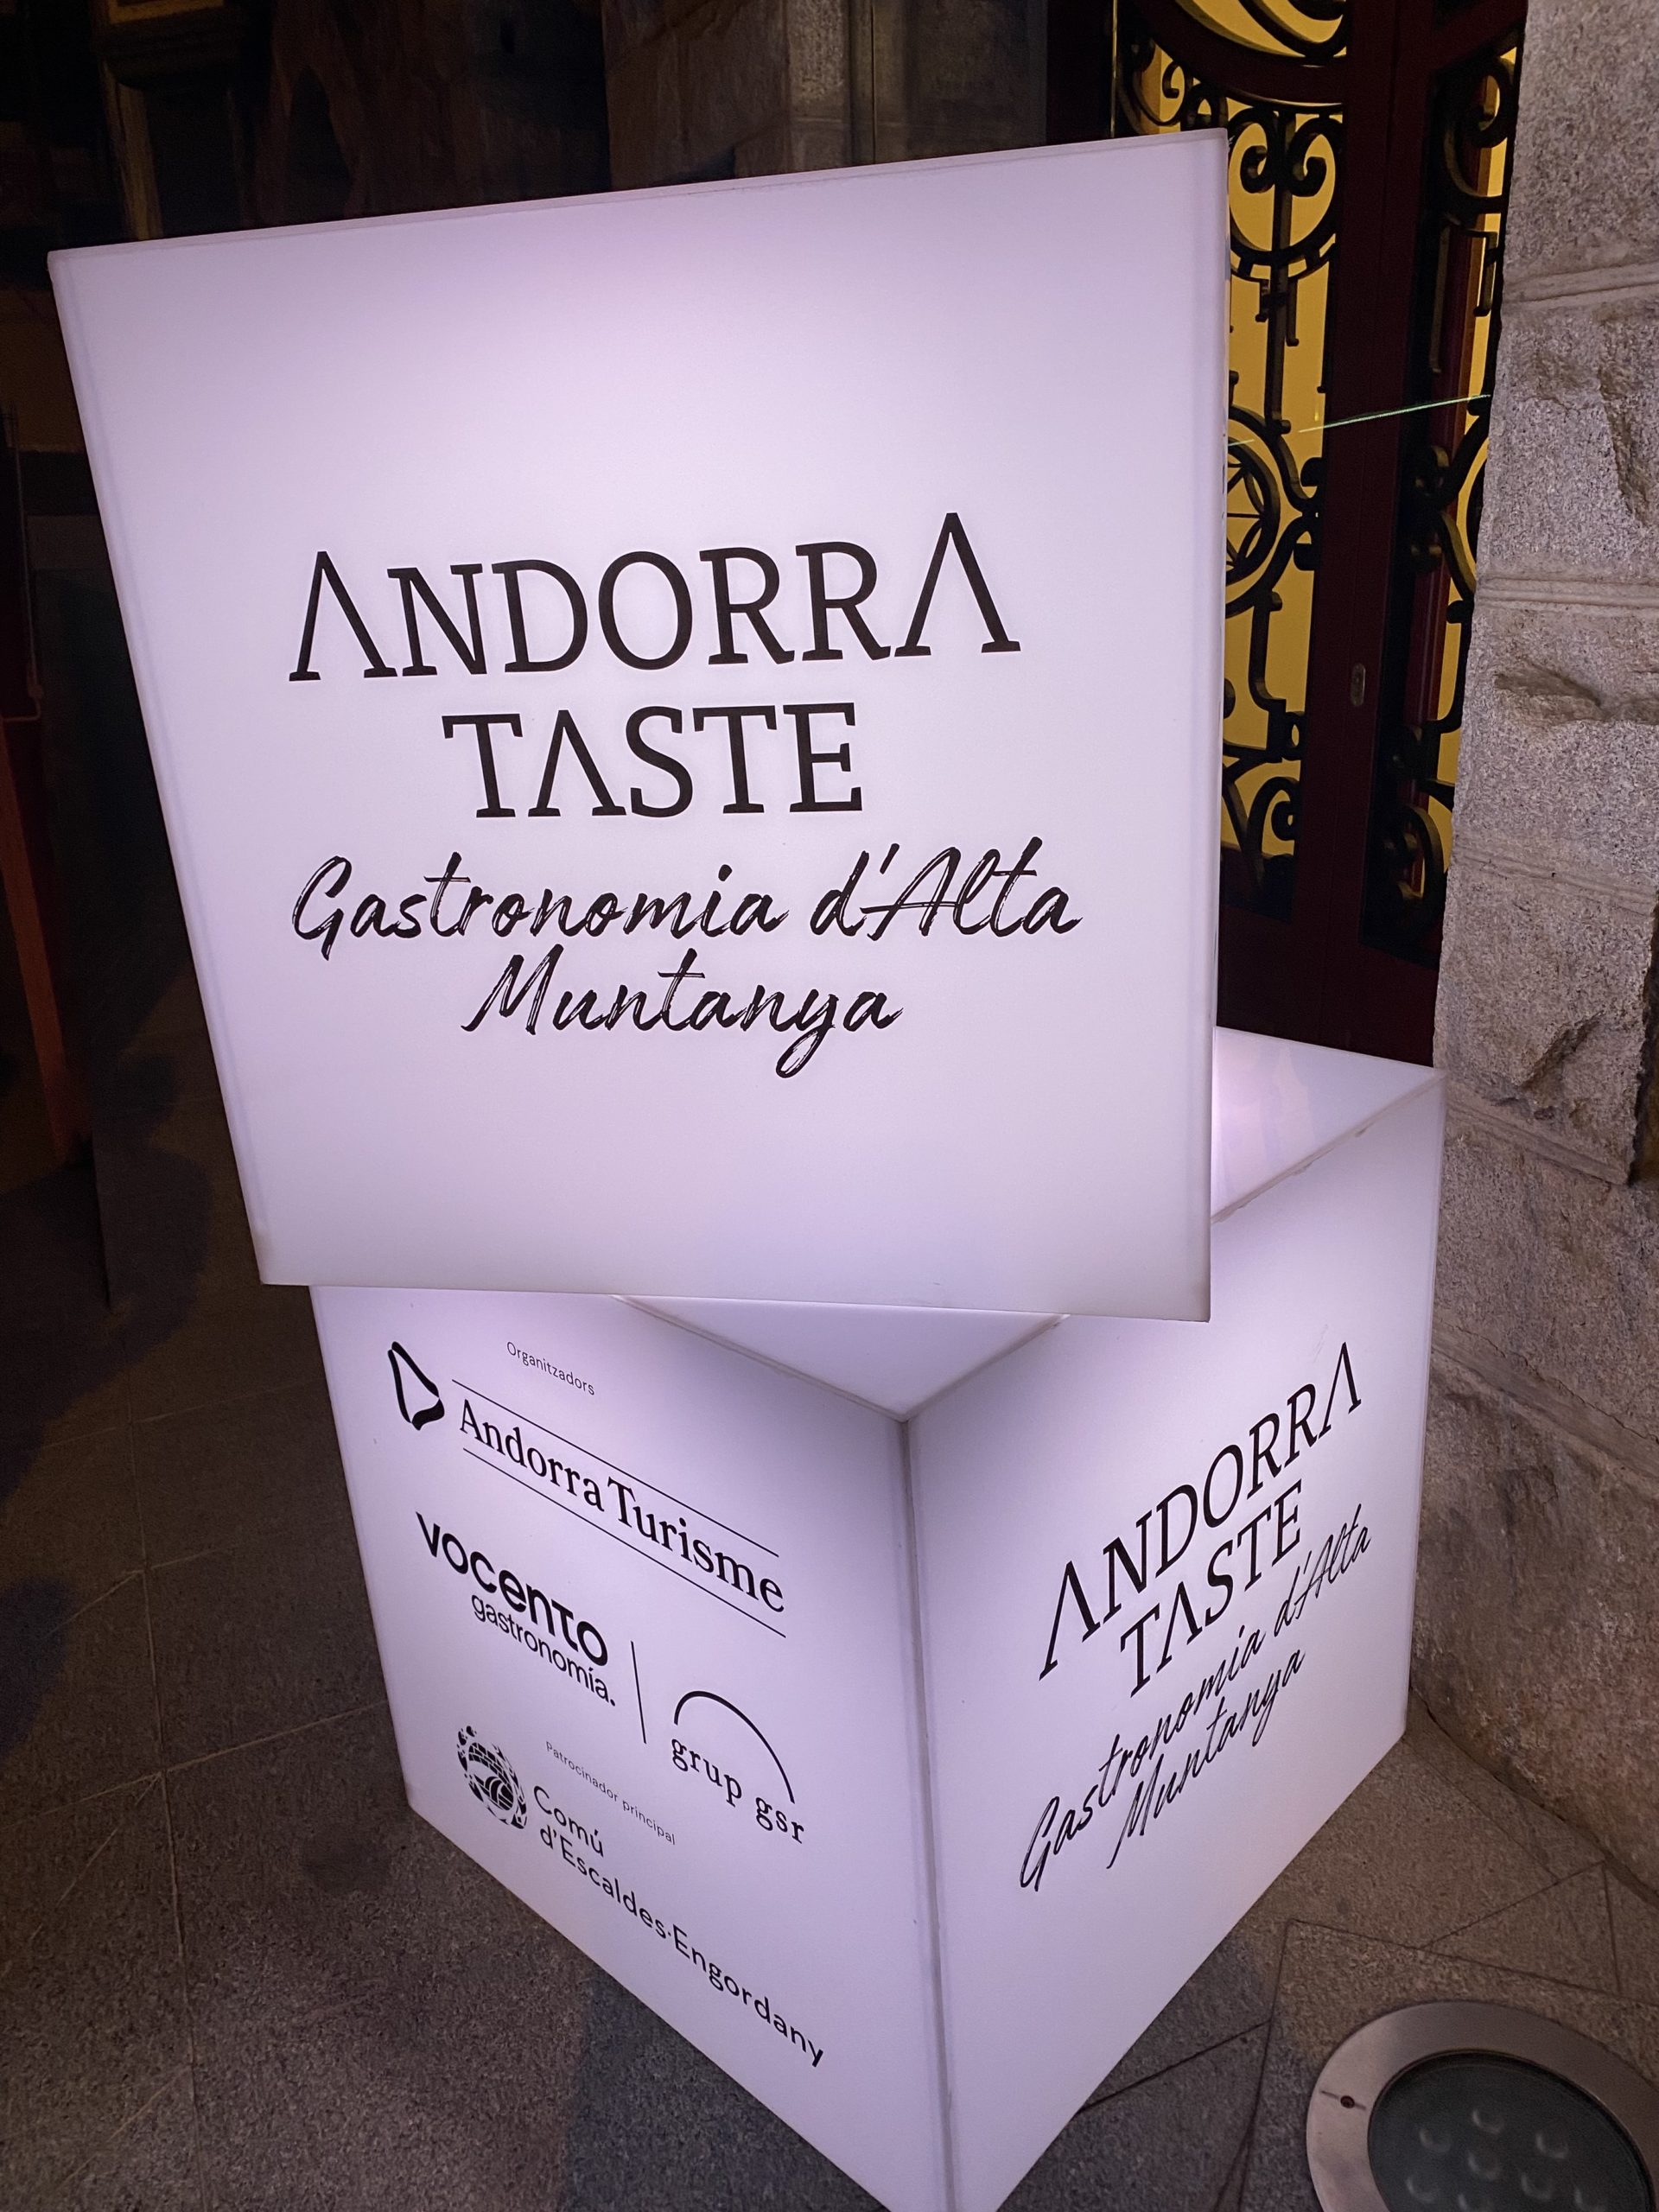 ANDORRA
TASTE
Gastronomia d'Alta
Muntanya
Organitzadors
Andorra Turisme
vocento
gastronomía.
grup gsr
Patrocinador principal
Comú
d'Escaldes-Engordany
ANDORRA
TASTE
Gastronomia d'Alta
Muntanya